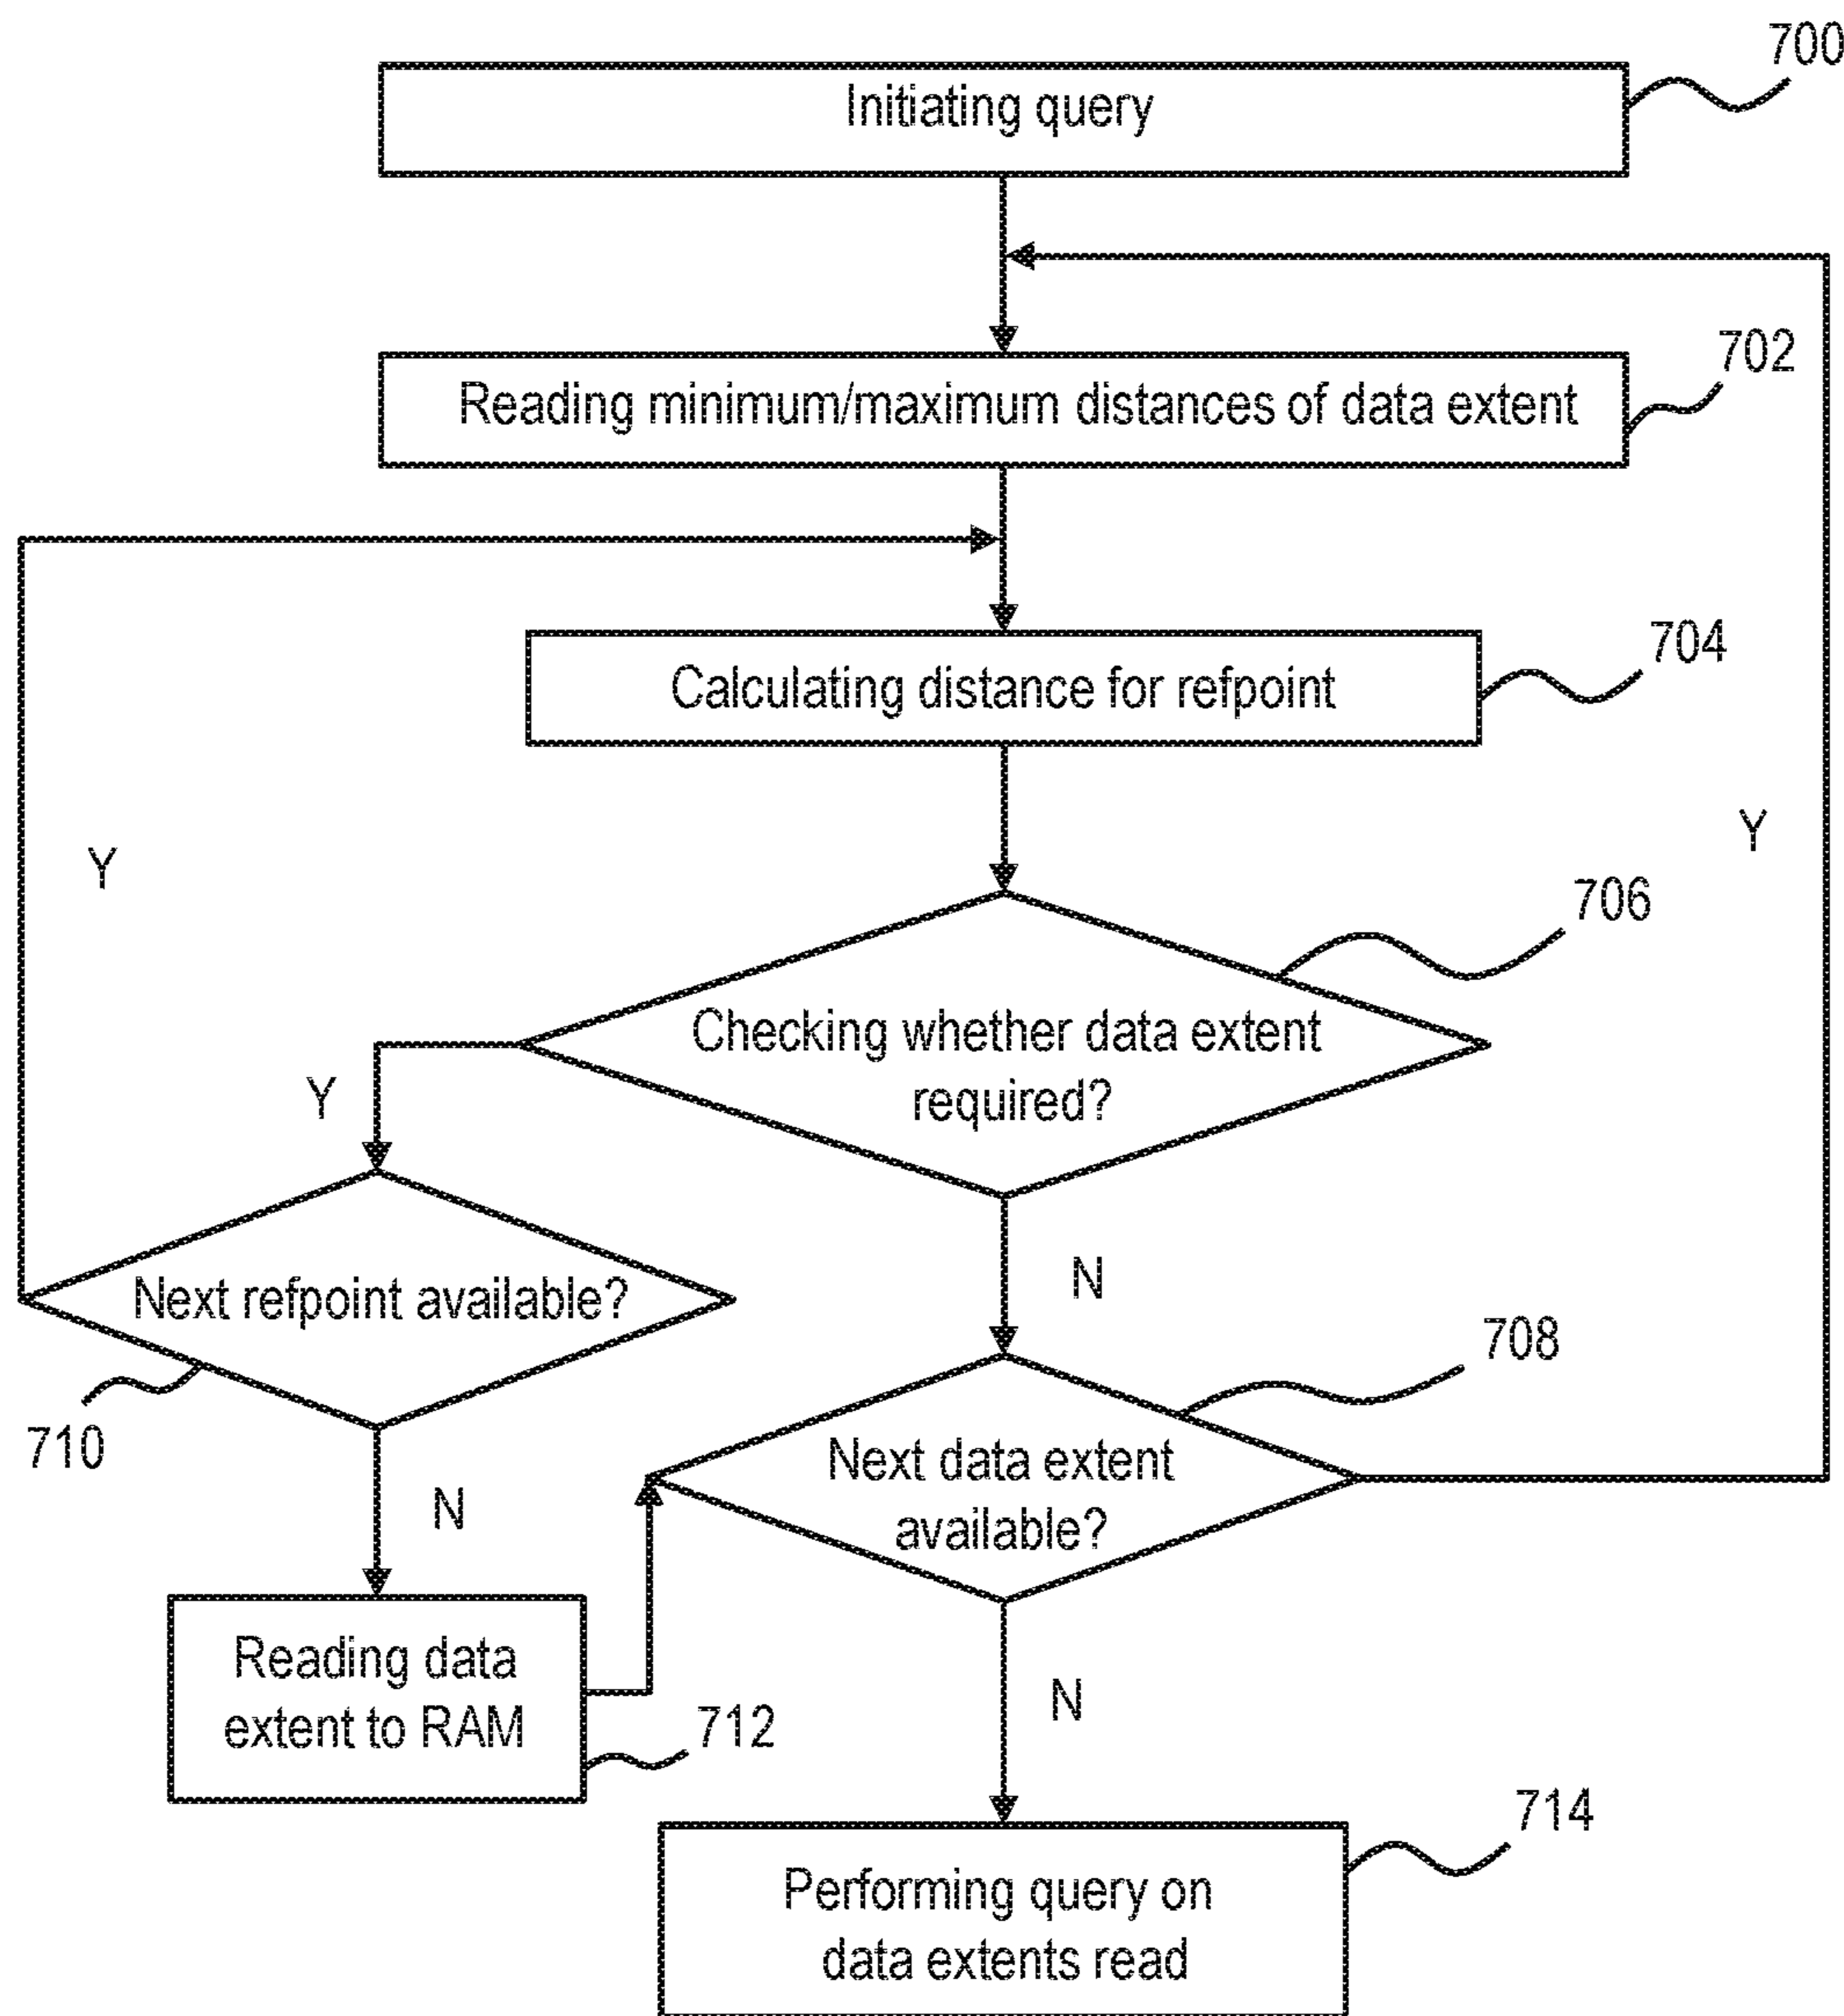 700
Initiating query
702
Reading minimum/maximum distances of data extent
704
Calculating distance for refpoint
Y
Y
706
Checking whether data extent
required?
Y
Next refpoint available?
N
708
710
Next data extent
available?
N
Reading data
extent to RAM
712
N
714
Performing query on
data extents read